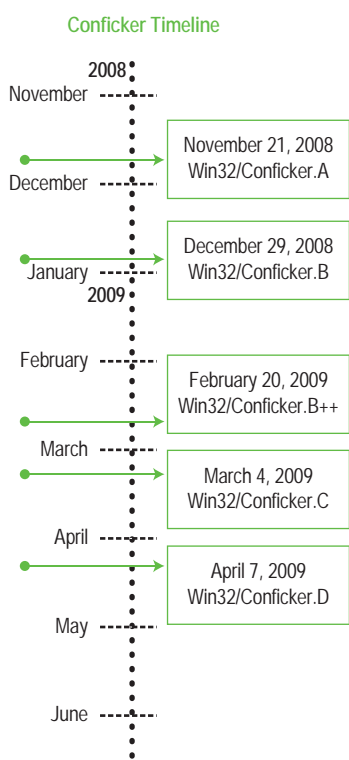 Conficker Timeline
2008
November
November 21, 2008
Win32/Conficker.A
December
December 29, 2008
Win32/Conficker.B
January
2009
February
February 20, 2009
Win32/Conficker.B++
March
March 4, 2009
Win32/Conficker.C
April
April 7, 2009
Win32/Conficker.D
May
June